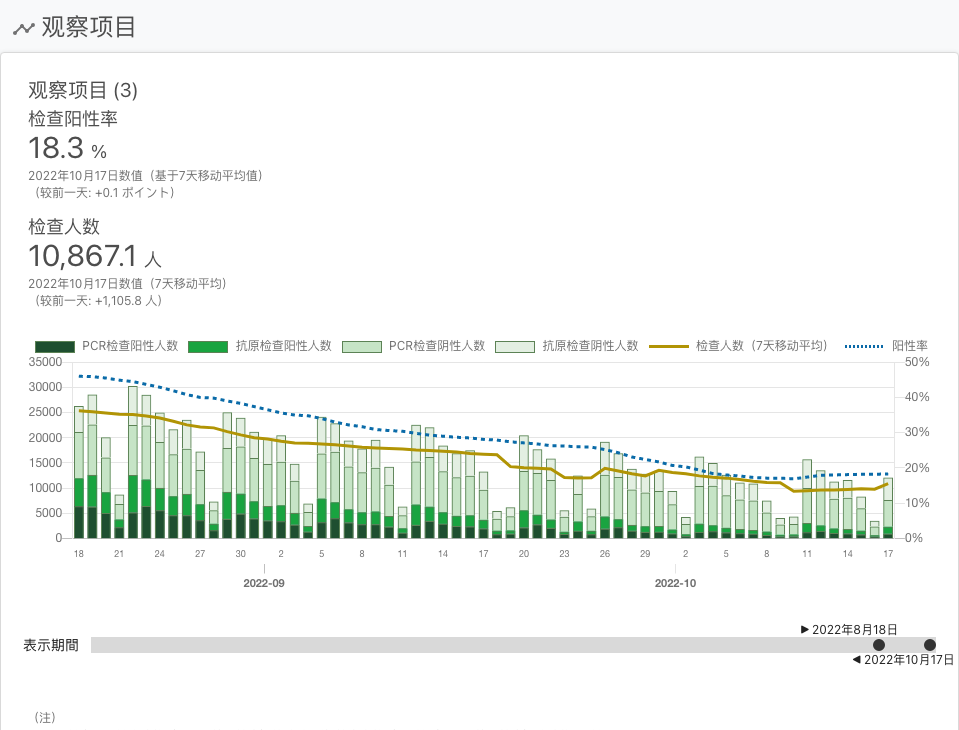 观察项目
观察项目 (3)
检查阳性率
18.3 %
2022年10月17日数值（基于7天移动平均值）
（较前一天: +0.1 ポイント）
检查人数
10,867.1 人
2022年10月17日数值（7天移动平均）
（较前一天: +1,105.8 人）
PCR检查阳性人数 抗原检查阳性人数 PCR检查阴性人数 抗原检查阴性人数 检查人数（7天移动平均） 阳性率
35000 50%
30000 40%
25000
20000 30%
15000 20%
10000 10%
5000
0 0%
18 21 24 27 30 2 5 8 11 14 17 20 23 26 29 2 5 8 11 14 17
2022-09 2022-10
▶ 2022年8月18日
表示期間
◀ 2022年10月17日
（注）